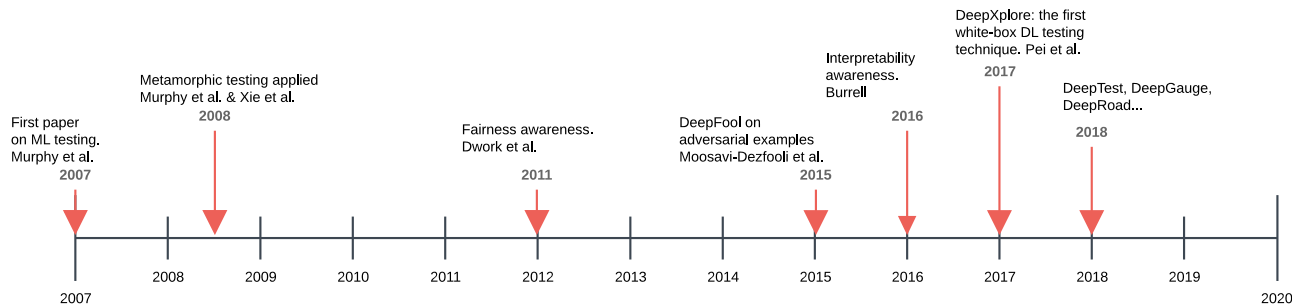 First paper
on ML testing.
Murphy et al.
2007
Metamorphic testing applied
Murphy et al. & Xie et al.
2008
Fairness awareness.
Dwork et al.
2011
DeepFool on
adversarial examples
Moosavi-Dezfooli et al.
2015
Interpretability
awareness.
Burrell
2016
DeepXplore: the first
white-box DL testing
technique. Pei et al.
2017
DeepTest, DeepGauge,
DeepRoad...
2018
2007
2008
2009
2010
2011
2012
2013
2014
2015
2016
2017
2018
2019
2020